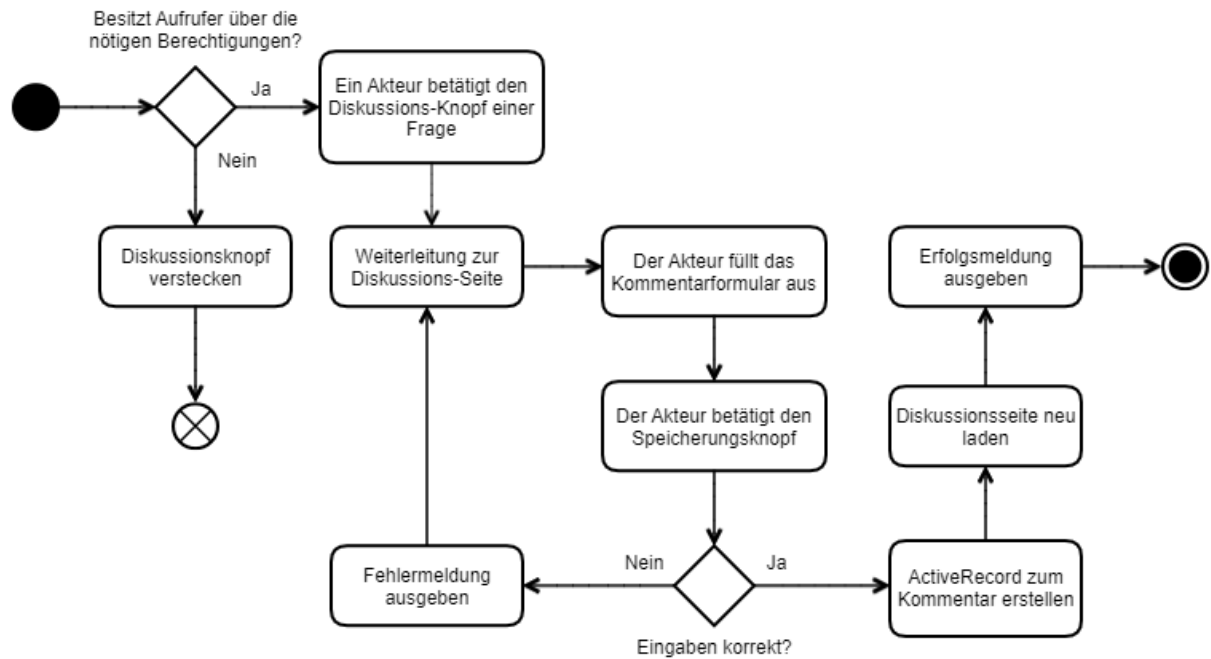 Besitzt Aufrufer über die
nötigen Berechtigungen?
Ja
Nein
Ein Akteur betätigt den
Diskussions-Knopf einer
Frage
Diskussionsknopf
verstecken
Weiterleitung zur
Diskussions-Seite
Der Akteur füllt das
Kommentarformular aus
Erfolgsmeldung
ausgeben
Der Akteur betätigt den
Speicherungsknopf
Diskussionsseite neu
laden
Fehlermeldung
ausgeben
Nein
Ja
ActiveRecord zum
Kommentar erstellen
Eingaben korrekt?